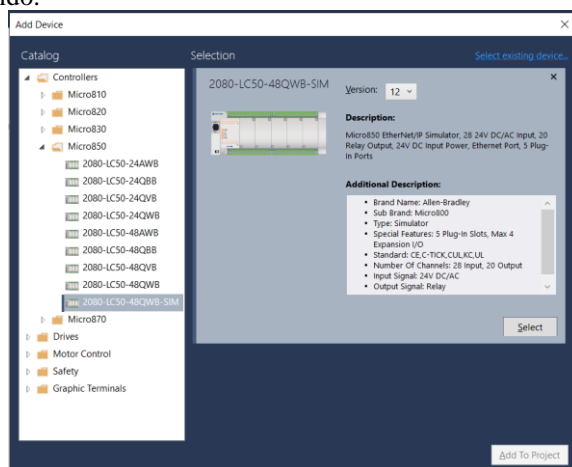 Add Device
Catalog
Selection
Select existing device..
Controllers
Micro810
Micro820
Micro830
Micro850
2080-LC50-24AWB
2080-LC50-24QBB
2080-LC50-24QVB
2080-LC50-24QWB
2080-LC50-48AWB
2080-LC50-48QBB
2080-LC50-48QVB
2080-LC50-48QWB
2080-LC50-48QWB-SIM
Micro870
Drives
Motor Control
Safety
Graphic Terminals
2080-LC50-48QWB-SIM
Version: 12
Description:
Micro850 EtherNet/IP Simulator, 28 24V DC/AC Input, 20
Relay Output, 24V DC Input Power, Ethernet Port, 5 Plug-
In Ports
Additional Description:
• Brand Name: Allen-Bradley
• Sub Brand: Micro800
• Type: Simulator
• Special Features: 5 Plug-In Slots, Max 4
Expansion I/O
• Standard: CE,C-TICK,CUL,KC,UL
• Number Of Channels: 28 Input, 20 Output
• Input Signal: 24V DC/AC
• Output Signal: Relay
Select
Add To Project